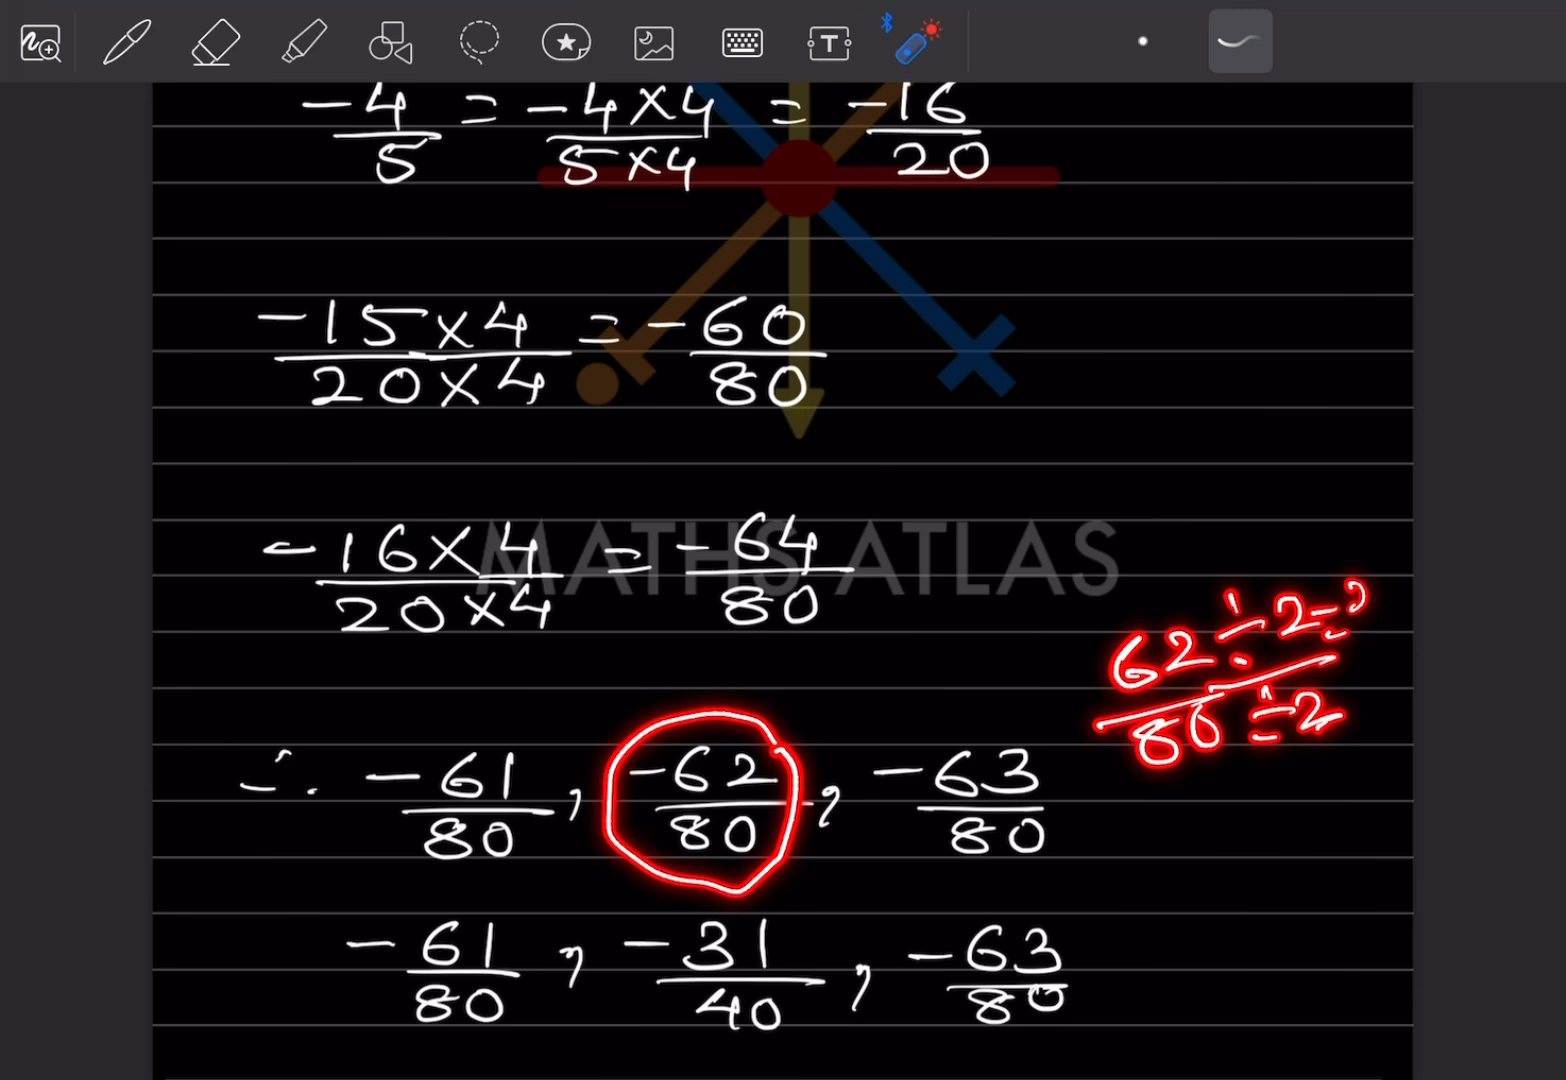 -4/5 = -4×4/5×4 = -16/20
-15×4/20×4 = -60/80
-16×4/20×4 = -64/80
MATHS ATLAS
62÷2=3/80÷2
∴ -61/80, -62/80, -63/80
-61/80, -31/40, -63/80
T